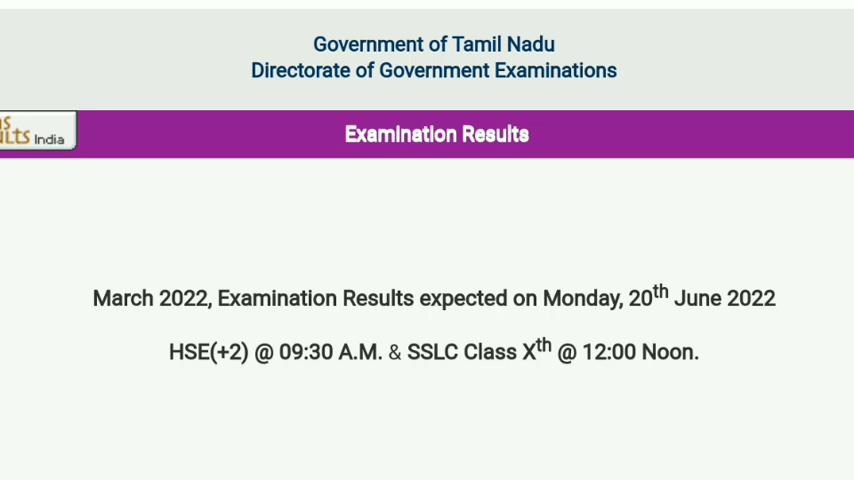 Government of Tamil Nadu
Directorate of Government Examinations
India
Examination Results
March 2022, Examination Results expected on Monday, 20th June 2022
HSE(+2) @ 09:30 A.M. & SSLC Class Xth @ 12:00 Noon.